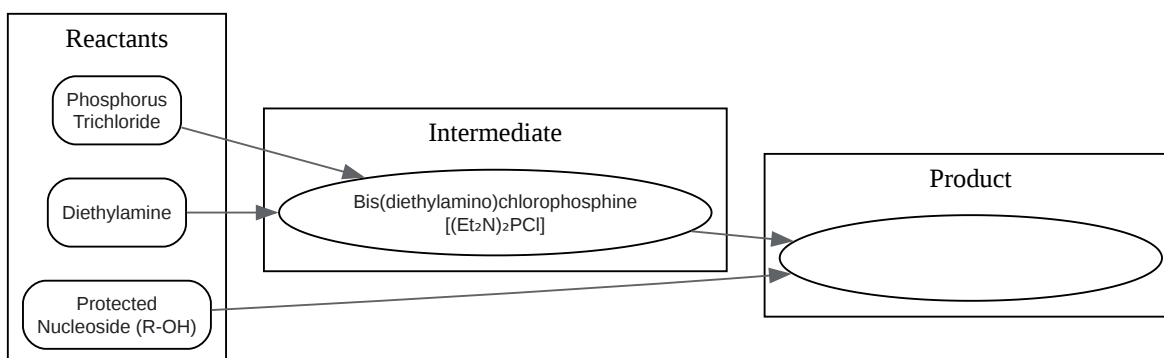 Reactants
Phosphorus
Trichloride
Diethylamine
Protected
Nucleoside (R-OH)
Intermediate
Bis(diethylamino)chlorophosphine
[(Et₂N)₂PCl]
Product